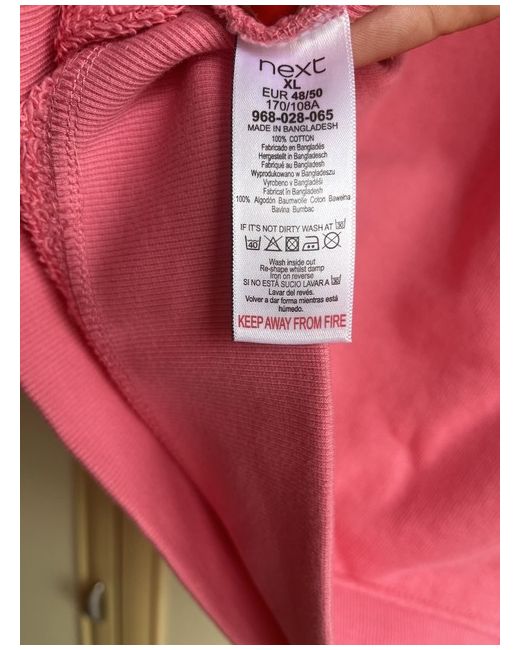 next
XL
EUR 48/50
170/108A
968-028-065
MADE IN BANGLADESH
100% COTTON
Fabricado en Bangladés
Hergestellt in Bangladesch
Fabriqué au Bangladesh
Wyprodukowano w Bangladeszu
Vyrobeno v Bangladéši
Fabricat în Bangladesh
100% Algodón Baumwolle Coton Bawełna
Bavlna Bumbac
IF IT'S NOT DIRTY WASH AT 30
40
Wash inside out
Re-shape whilst damp
Iron on reverse
SI NO ESTÁ SUCIO LAVAR A 30
Lavar del revés.
Volver a dar forma mientras está
húmedo.
KEEP AWAY FROM FIRE